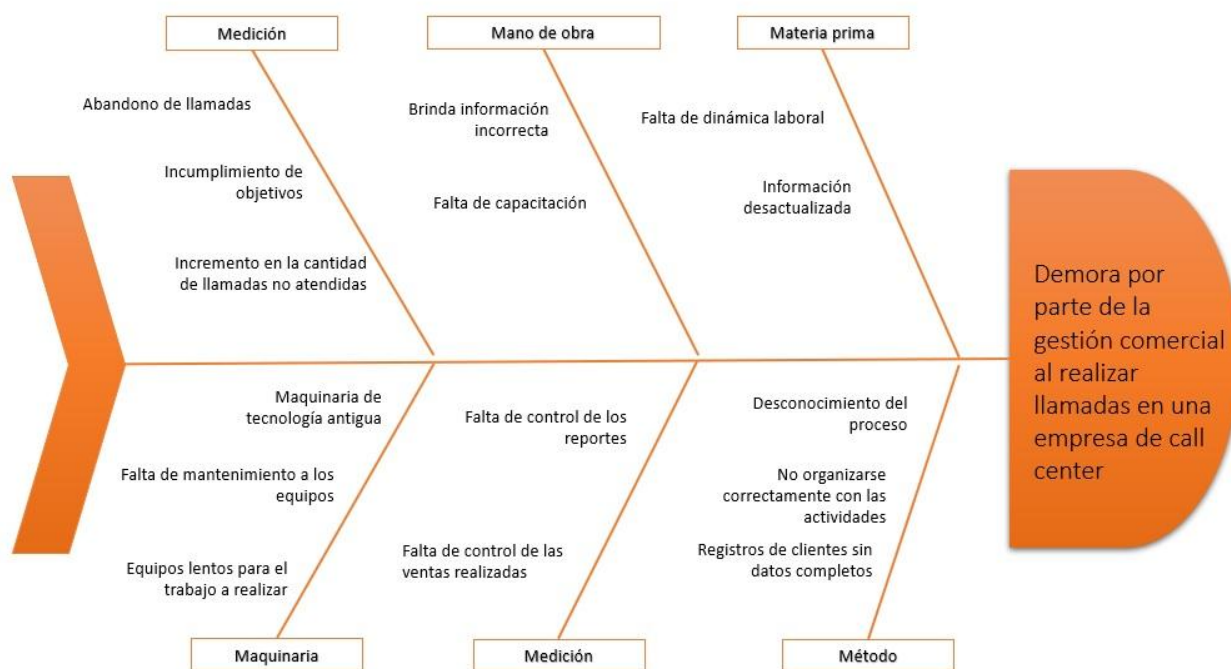 Medición
Mano de obra
Materia prima
Abandono de llamadas
Brinda información
incorrecta
Falta de dinámica laboral
Incumplimiento de
objetivos
Falta de capacitación
Información
desactualizada
Incremento en la cantidad
de llamadas no atendidas
Demora por
parte de la
gestión comercial
al realizar
llamadas en una
empresa de call
center
Maquinaria de
tecnología antigua
Falta de control de los
reportes
Desconocimiento del
proceso
Falta de mantenimiento a los
equipos
No organizarse
correctamente con las
actividades
Equipos lentos para el
trabajo a realizar
Falta de control de las
ventas realizadas
Registros de clientes sin
datos completos
Maquinaria
Medición
Método